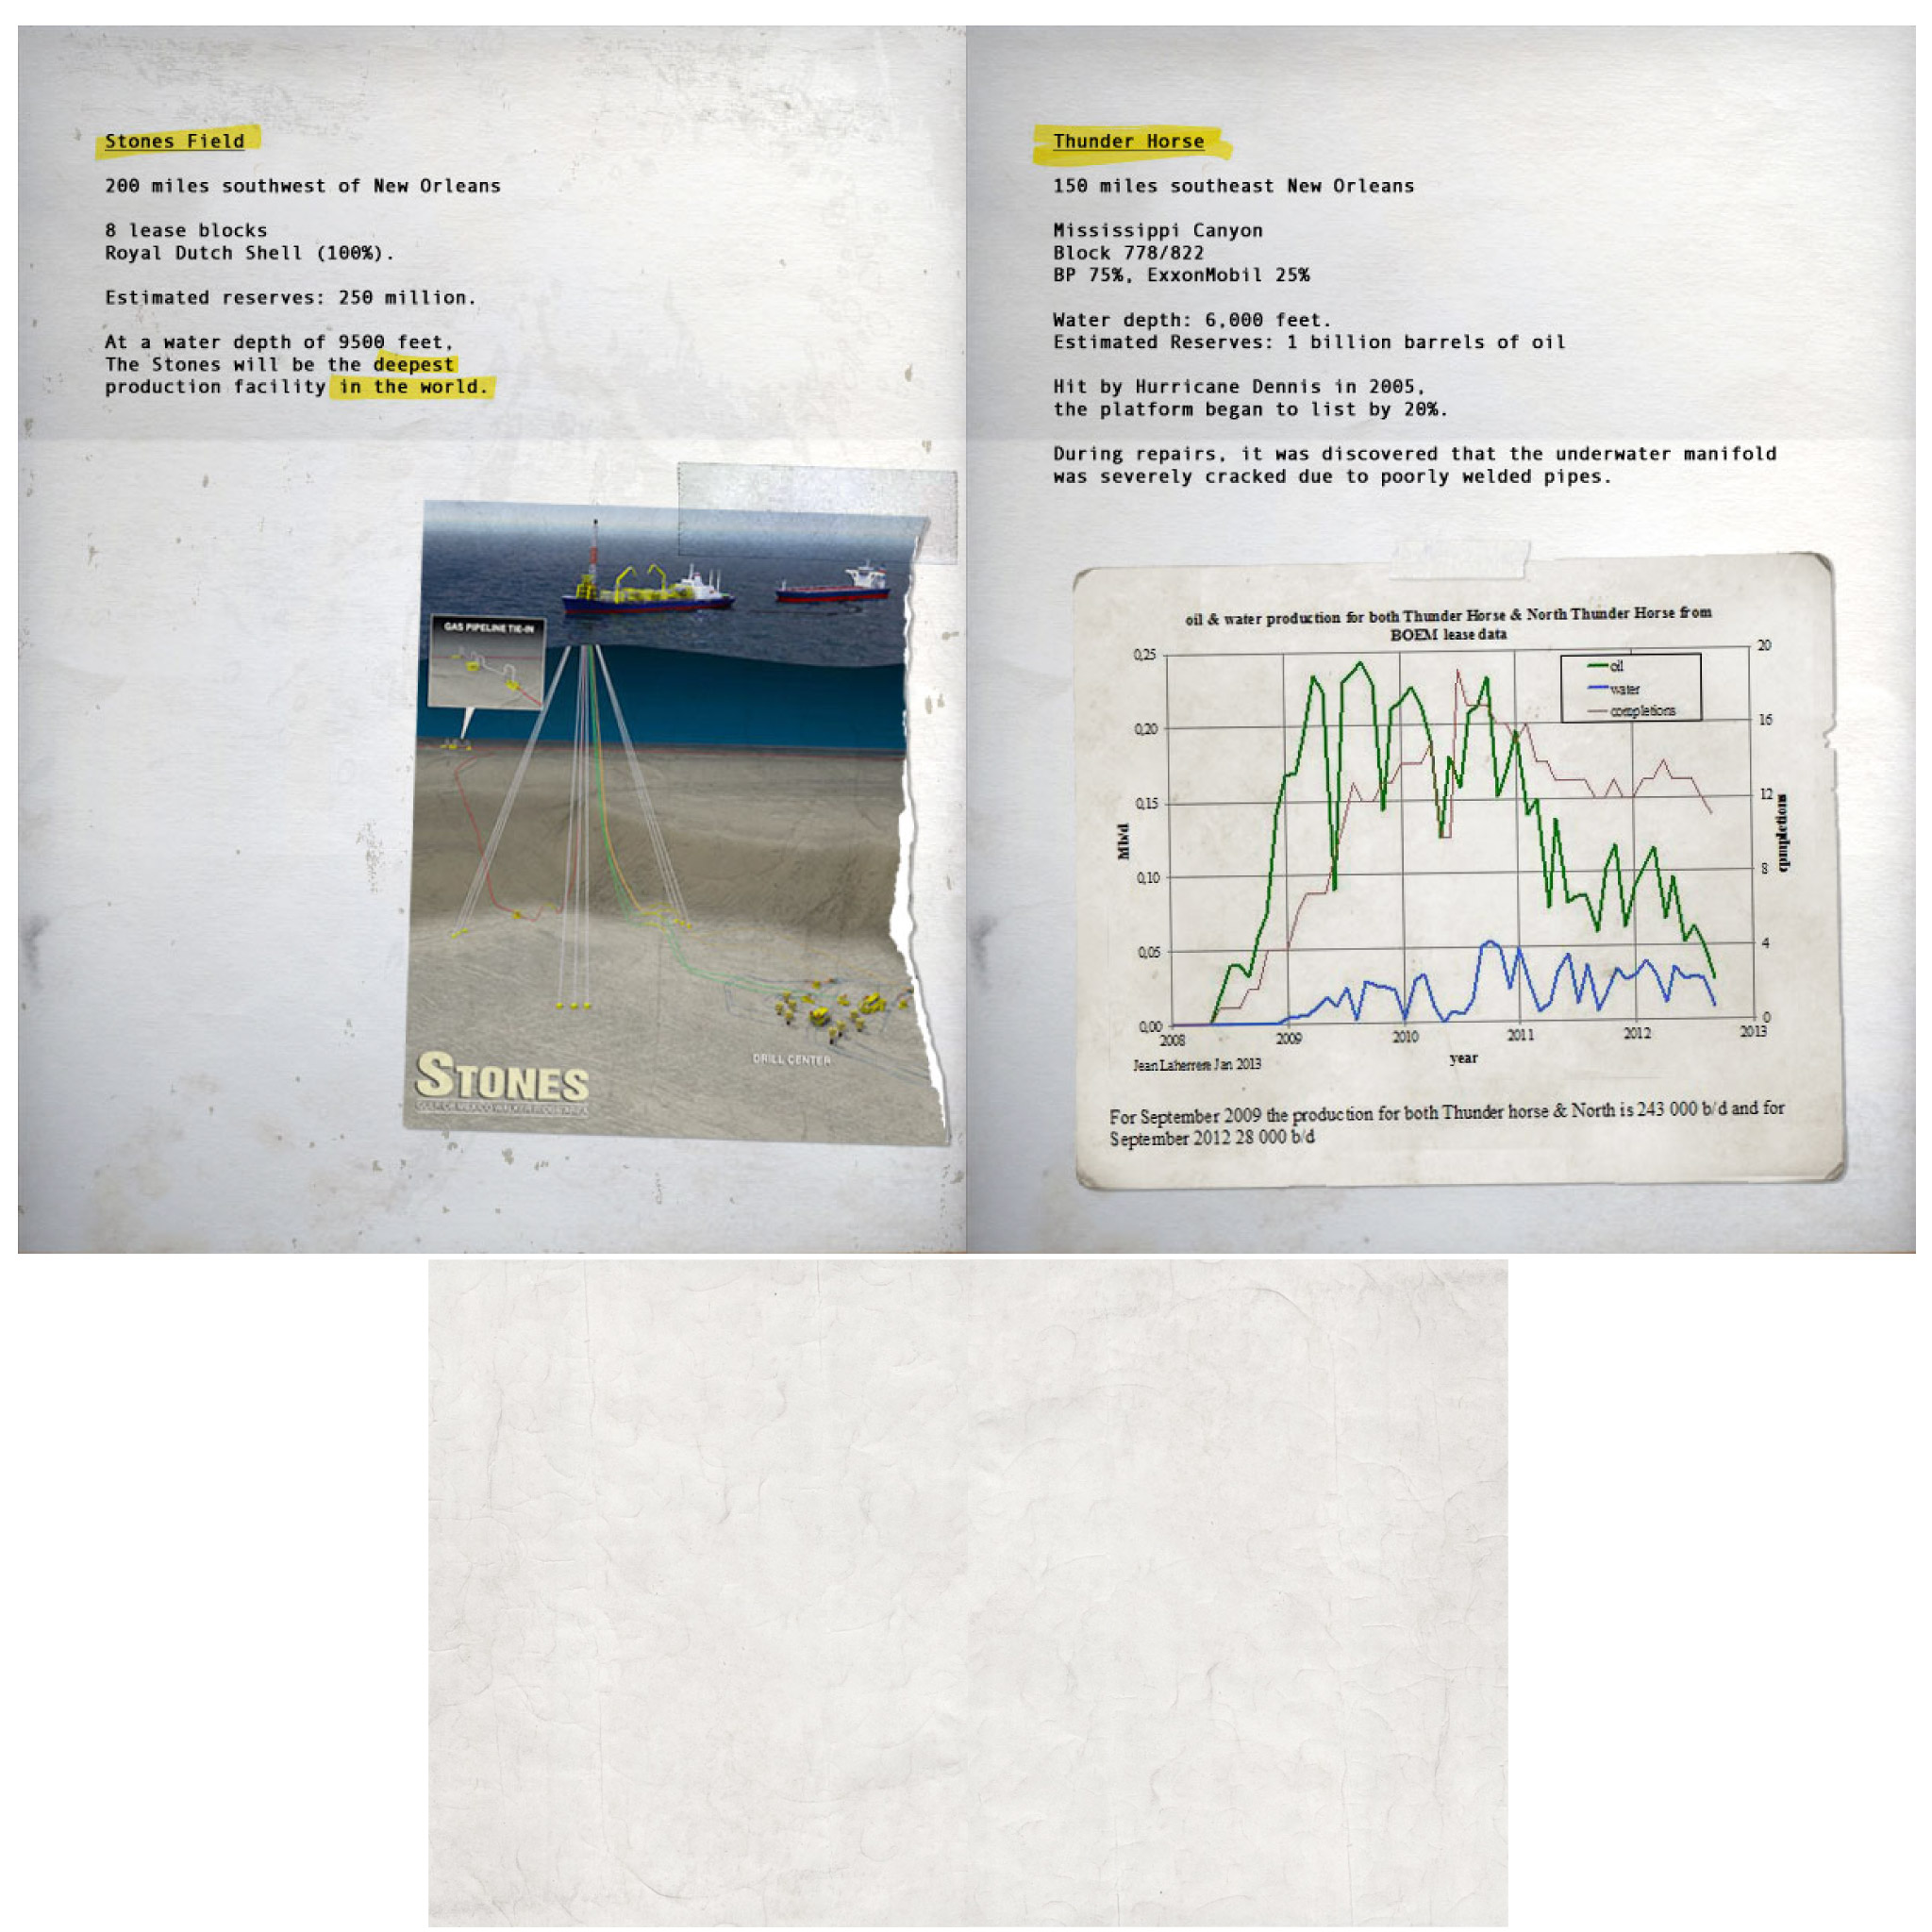 Stones Field
200 miles southwest of New Orleans
8 lease blocks
Royal Dutch Shell (100%).
Estimated reserves: 250 million.
At a water depth of 9500 feet,
The Stones will be the deepest
production facility in the world.
GAS PIPELINE TIE-IN
DRILL CENTER
STONES
Thunder Horse
150 miles southeast New Orleans
Mississippi Canyon
Block 778/822
BP 75%, ExxonMobil 25%
Water depth: 6,000 feet.
Estimated Reserves: 1 billion barrels of oil
Hit by Hurricane Dennis in 2005,
the platform began to list by 20%.
During repairs, it was discovered that the underwater manifold
was severely cracked due to poorly welded pipes.
oil & water production for both Thunder Horse & North Thunder Horse from
BOEM lease data
0,25
0,20
0,15
0,10
0,05
0,00
Mb/d
oil
water
completions
20
16
12
8
4
0
completions
2008 2009 2010 2011 2012 2013
year
Jean Laherrere Jan 2013
For September 2009 the production for both Thunder horse & North is 243 000 b/d and for
September 2012 28 000 b/d